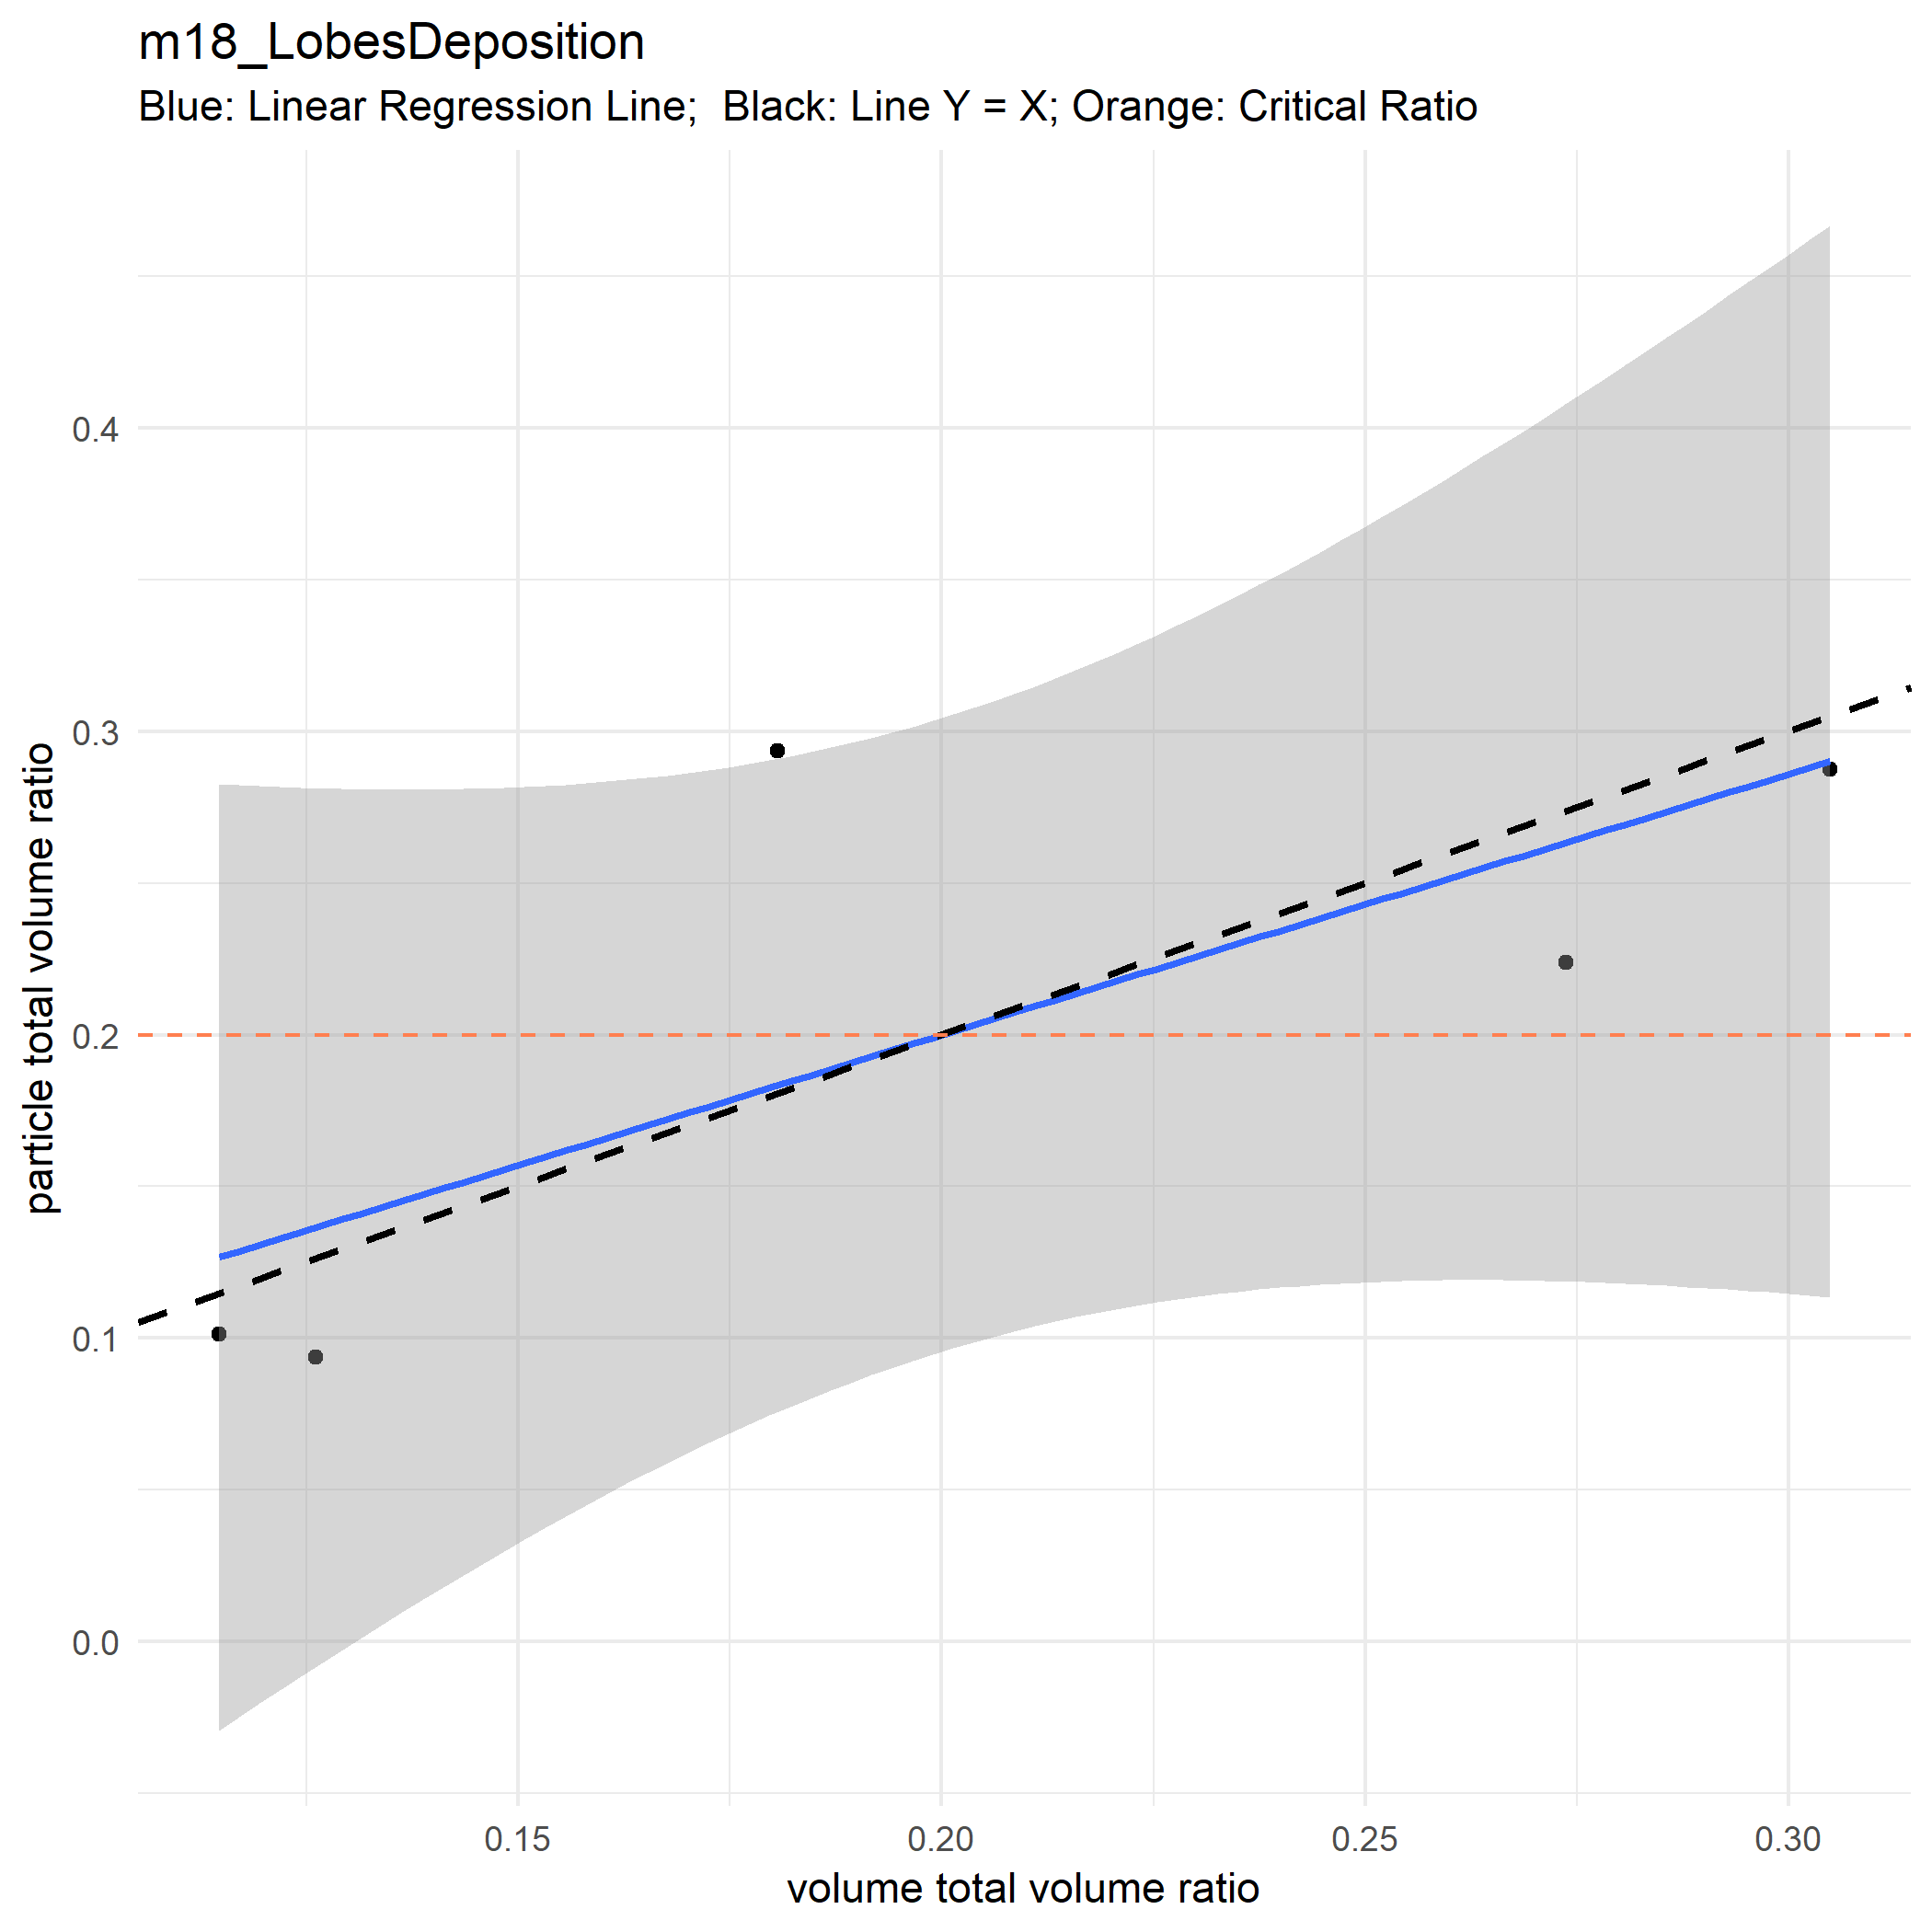 m18_LobesDeposition
Blue: Linear Regression Line;  Black: Line Y = X; Orange: Critical Ratio
particle total volume ratio
0.4
0.3
0.2
0.1
0.0
0.15
0.20
0.25
0.30
volume total volume ratio